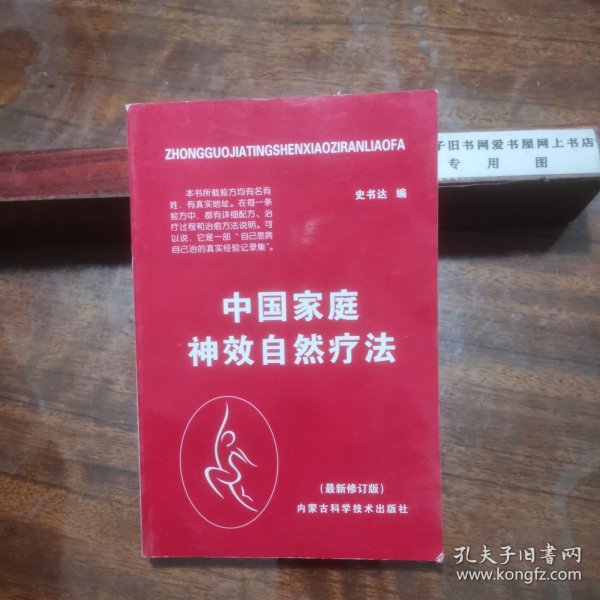 ZHONGGUOJIATINGSHENXIAOZIRANLIAOFA
本书所载验方均有名有
姓、有真实地址。在每一条
验方中，都有详细配方、治
疗过程和治愈方法说明。可
以说，它是一部“自己患病
自己治的真实经验记录集”。
史书达 编
中国家庭
神效自然疗法
（最新修订版）
内蒙古科学技术出版社
子旧书网爱书屋网上书店
专用图
孔夫子旧书网
www.kongfz.com